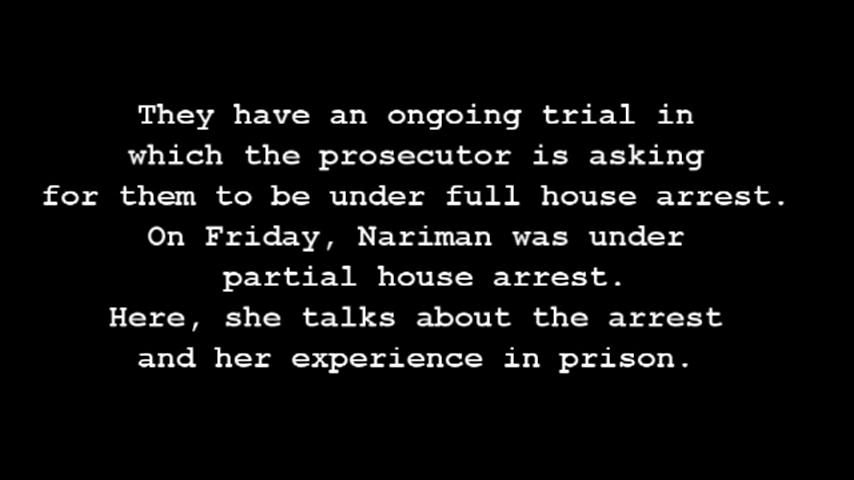 They have an ongoing trial in
which the prosecutor is asking
for them to be under full house arrest.
On Friday, Nariman was under
partial house arrest.
Here, she talks about the arrest
and her experience in prison.